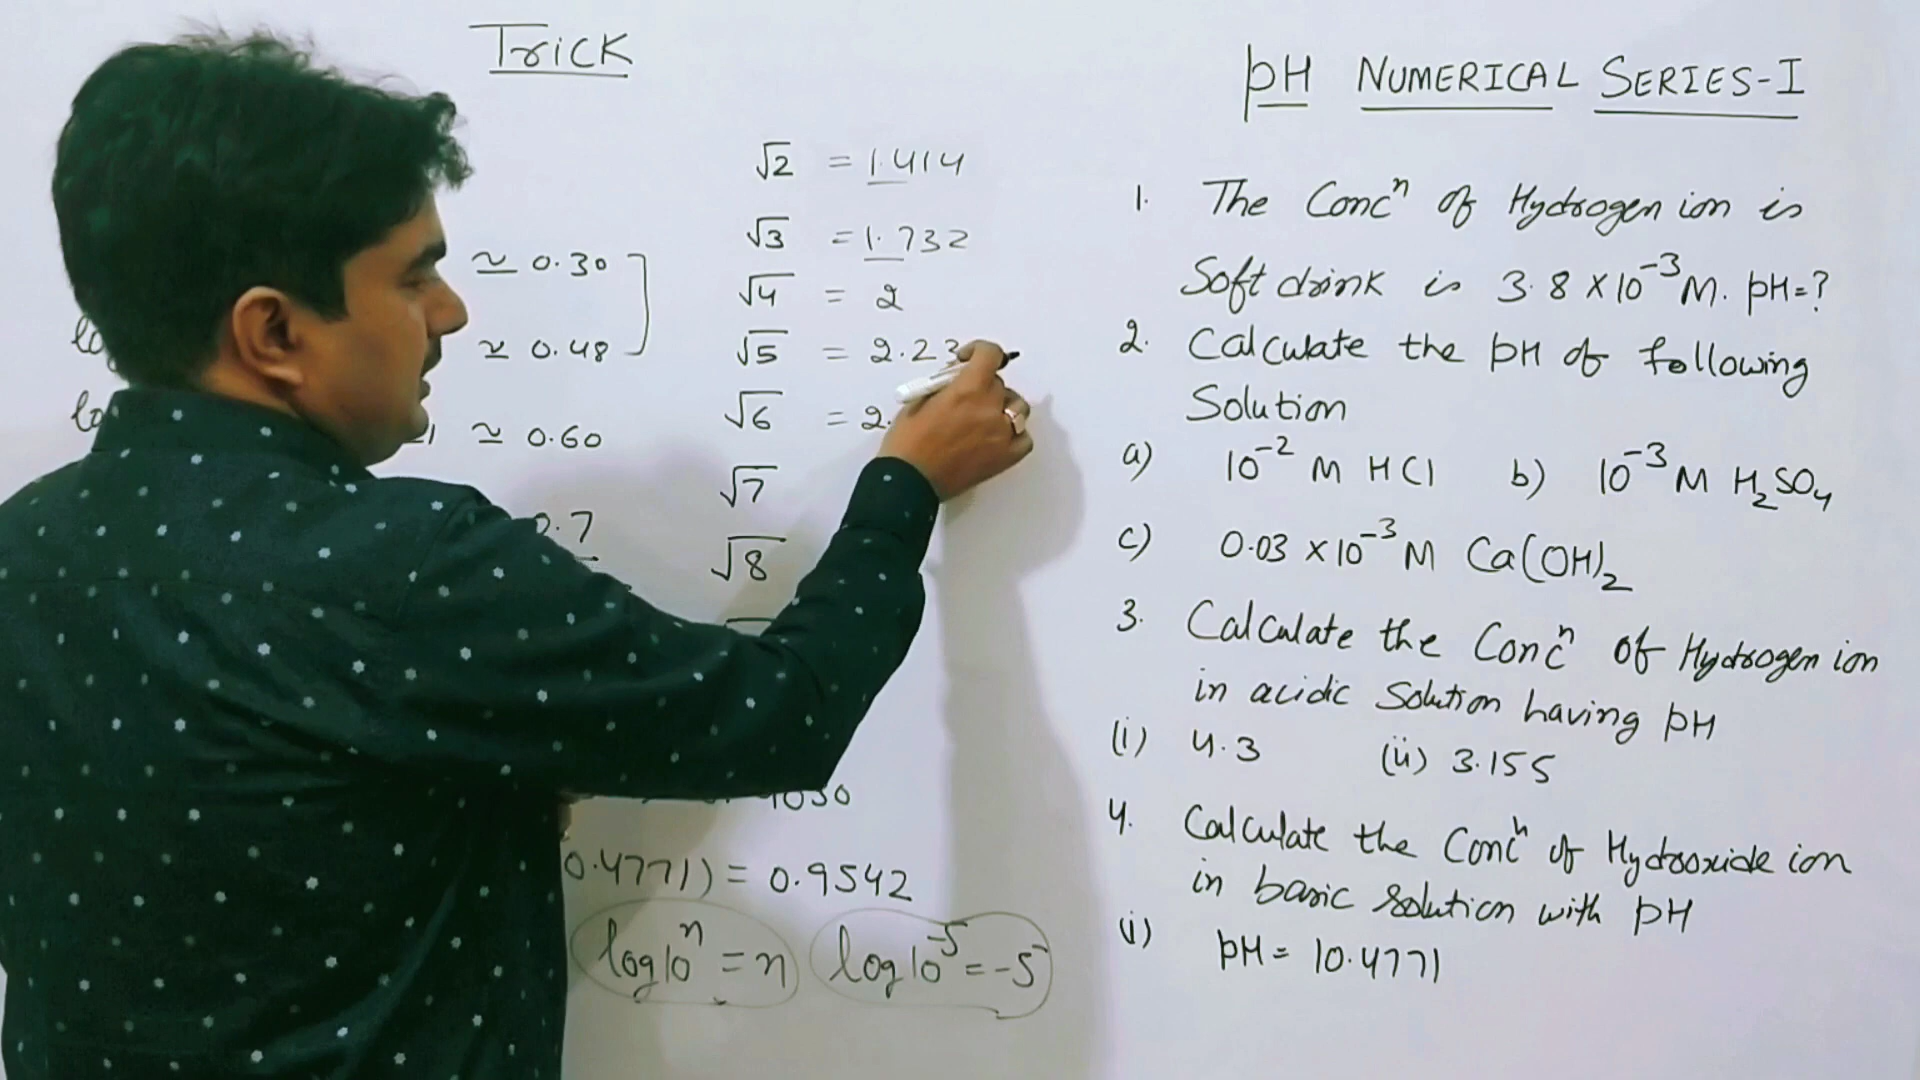 Trick
≃ 0.30
≃ 0.48
≃ 0.60
0.7
√2 = 1.414
√3 = 1.732
√4 = 2
√5 = 2.23
√6 = 2.
√7
√8
0.4771) = 0.9542
log10ⁿ = n log10⁻⁵ = -5
pH NUMERICAL SERIES-I
1. The Concⁿ of Hydrogen ion is
Soft drink is 3.8 x 10⁻³ M. pH=?
2. Calculate the pH of following
Solution
a) 10⁻² M HCl b) 10⁻³ M H₂SO₄
c) 0.03 x 10⁻³ M Ca(OH)₂
3. Calculate the Concⁿ of Hydrogen ion
in acidic Solution having pH
(i) 4.3 (ii) 3.155
4. Calculate the Concⁿ of Hydrooxide ion
in basic solution with pH
(i) pH = 10.4771